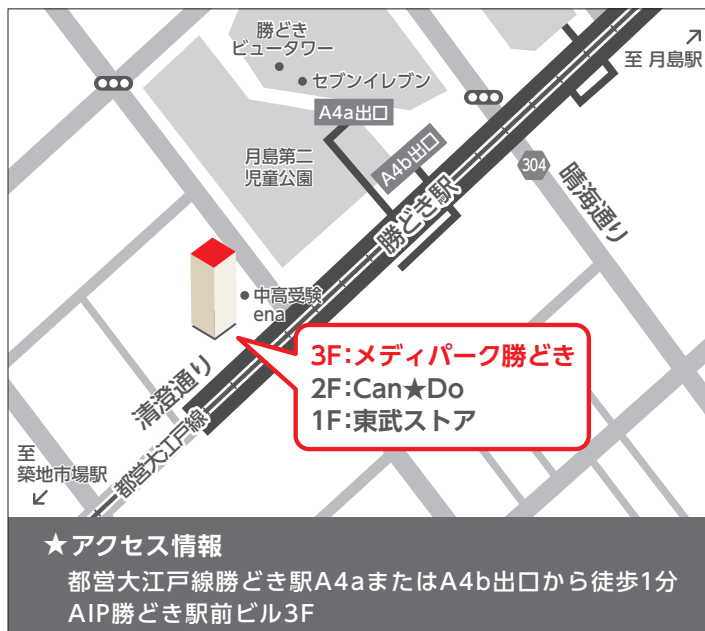 勝どき
ビュータワー
セブンイレブン
至 月島駅
A4a出口
月島第二
児童公園
A4b出口
304
晴海通り
勝どき駅
中高受験
ena
3F:メディパーク勝どき
2F:Can★Do
1F:東武ストア
清澄通り
都営大江戸線
至
築地市場駅
★アクセス情報
都営大江戸線勝どき駅A4aまたはA4b出口から徒歩1分
AIP勝どき駅前ビル3F